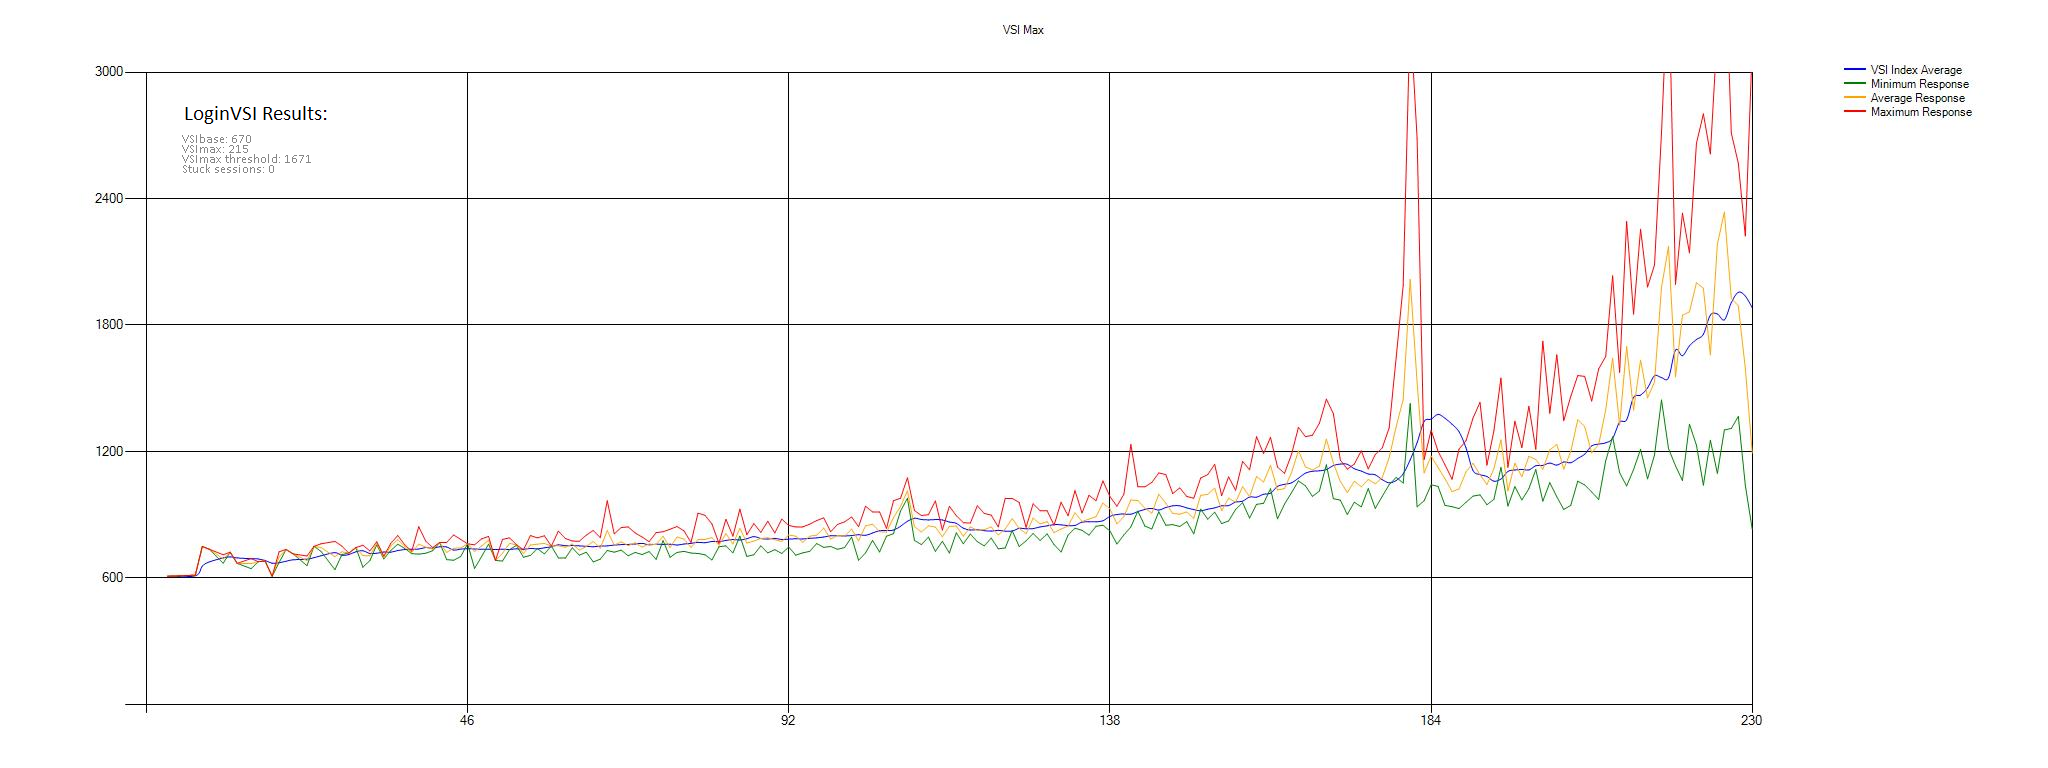 VSI Max
3000
2400
1800
1200
600
LoginVSI Results:
VSIbase: 670
VSImax: 215
VSImax threshold: 1671
Stuck sessions: 0
VSI Index Average
Minimum Response
Average Response
Maximum Response
46
92
138
184
230